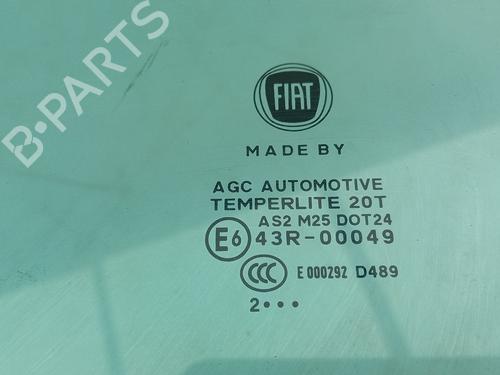 B-PARTS
FIAT
MADE BY
AGC AUTOMOTIVE
TEMPERLITE 20T
AS2 M25 DOT24
E6 43R-00049
CCC E 000292 D489
2•••